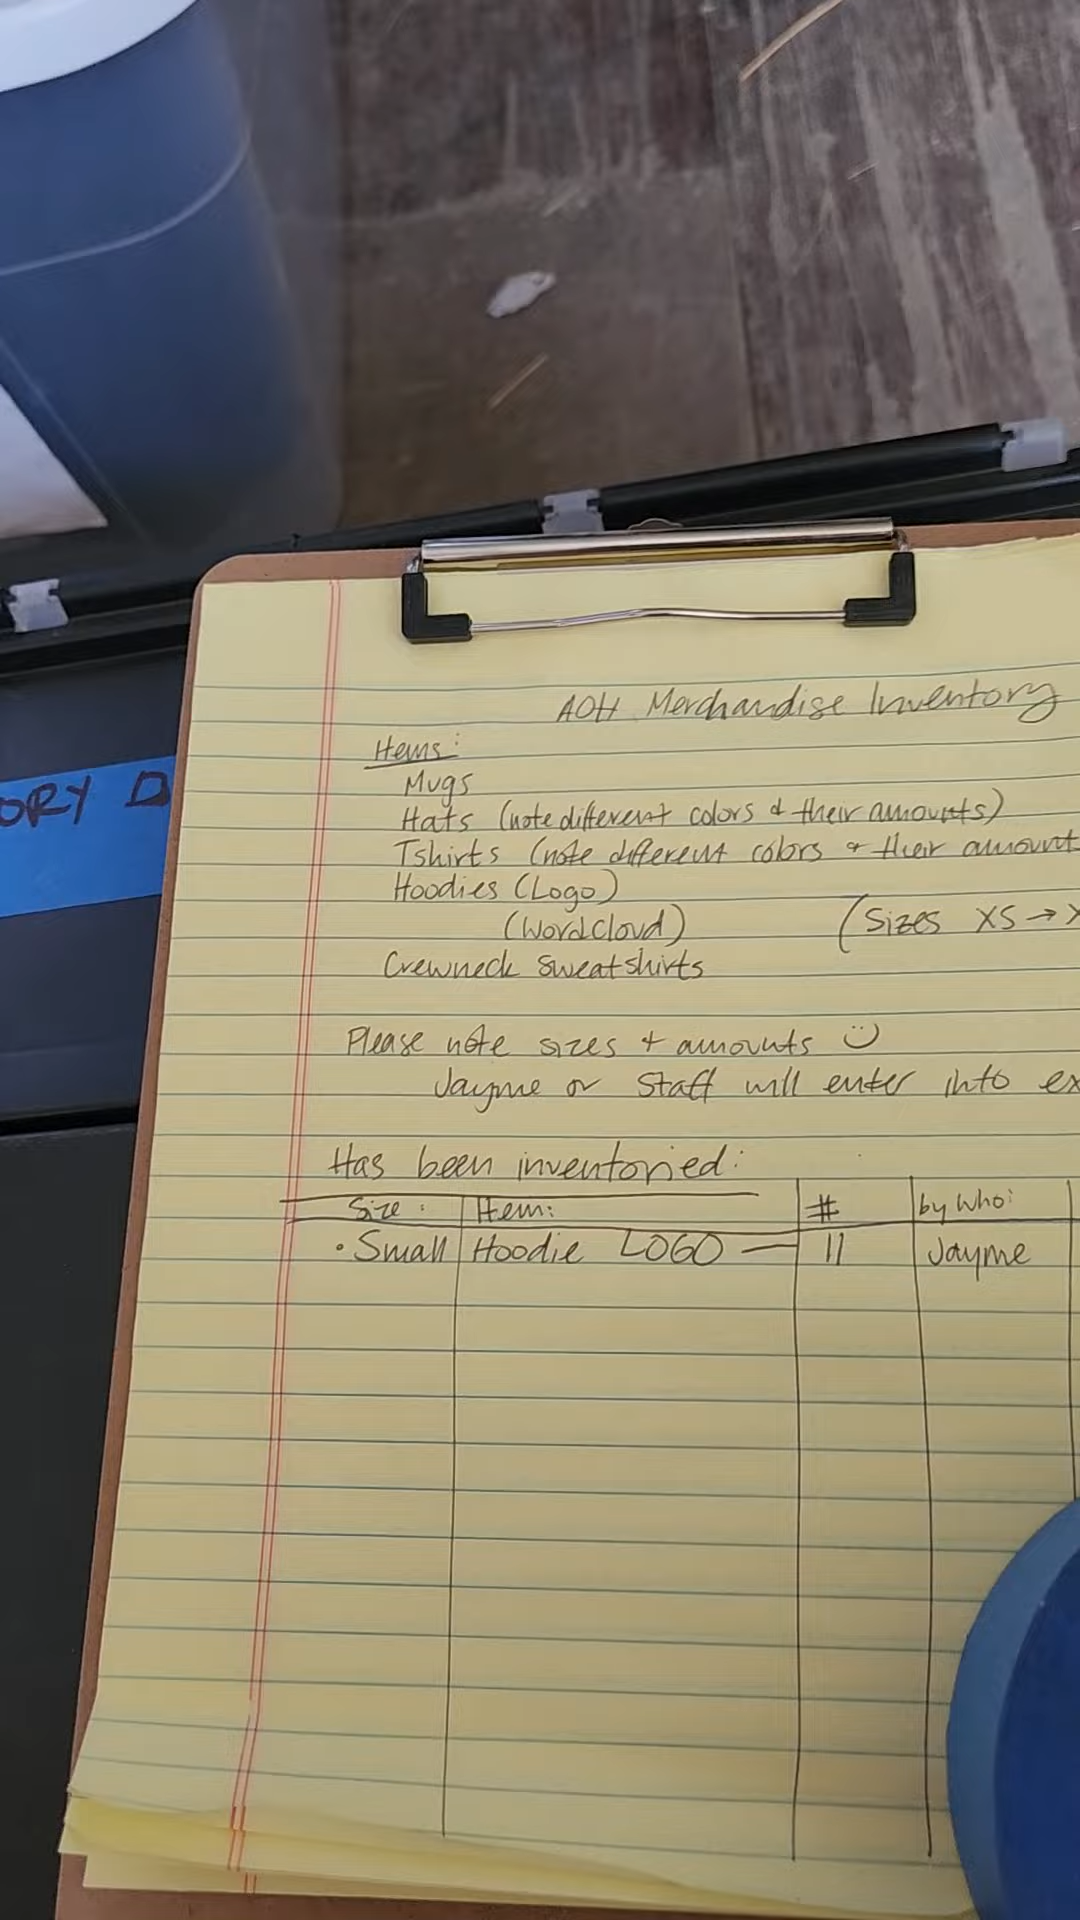 AOH Merchandise Inventory
Items:
Mugs
Hats (note different colors & their amounts)
Tshirts (note different colors & their amount
Hoodies (Logo)
(Wordcloud) (Sizes XS →
Crewneck Sweatshirts
Please note sizes + amounts
Jayme or Staff will enter into ex
Has been inventoried:
Size: Item: # by Who:
• Small Hoodie LOGO — 11 Jayme
ORY